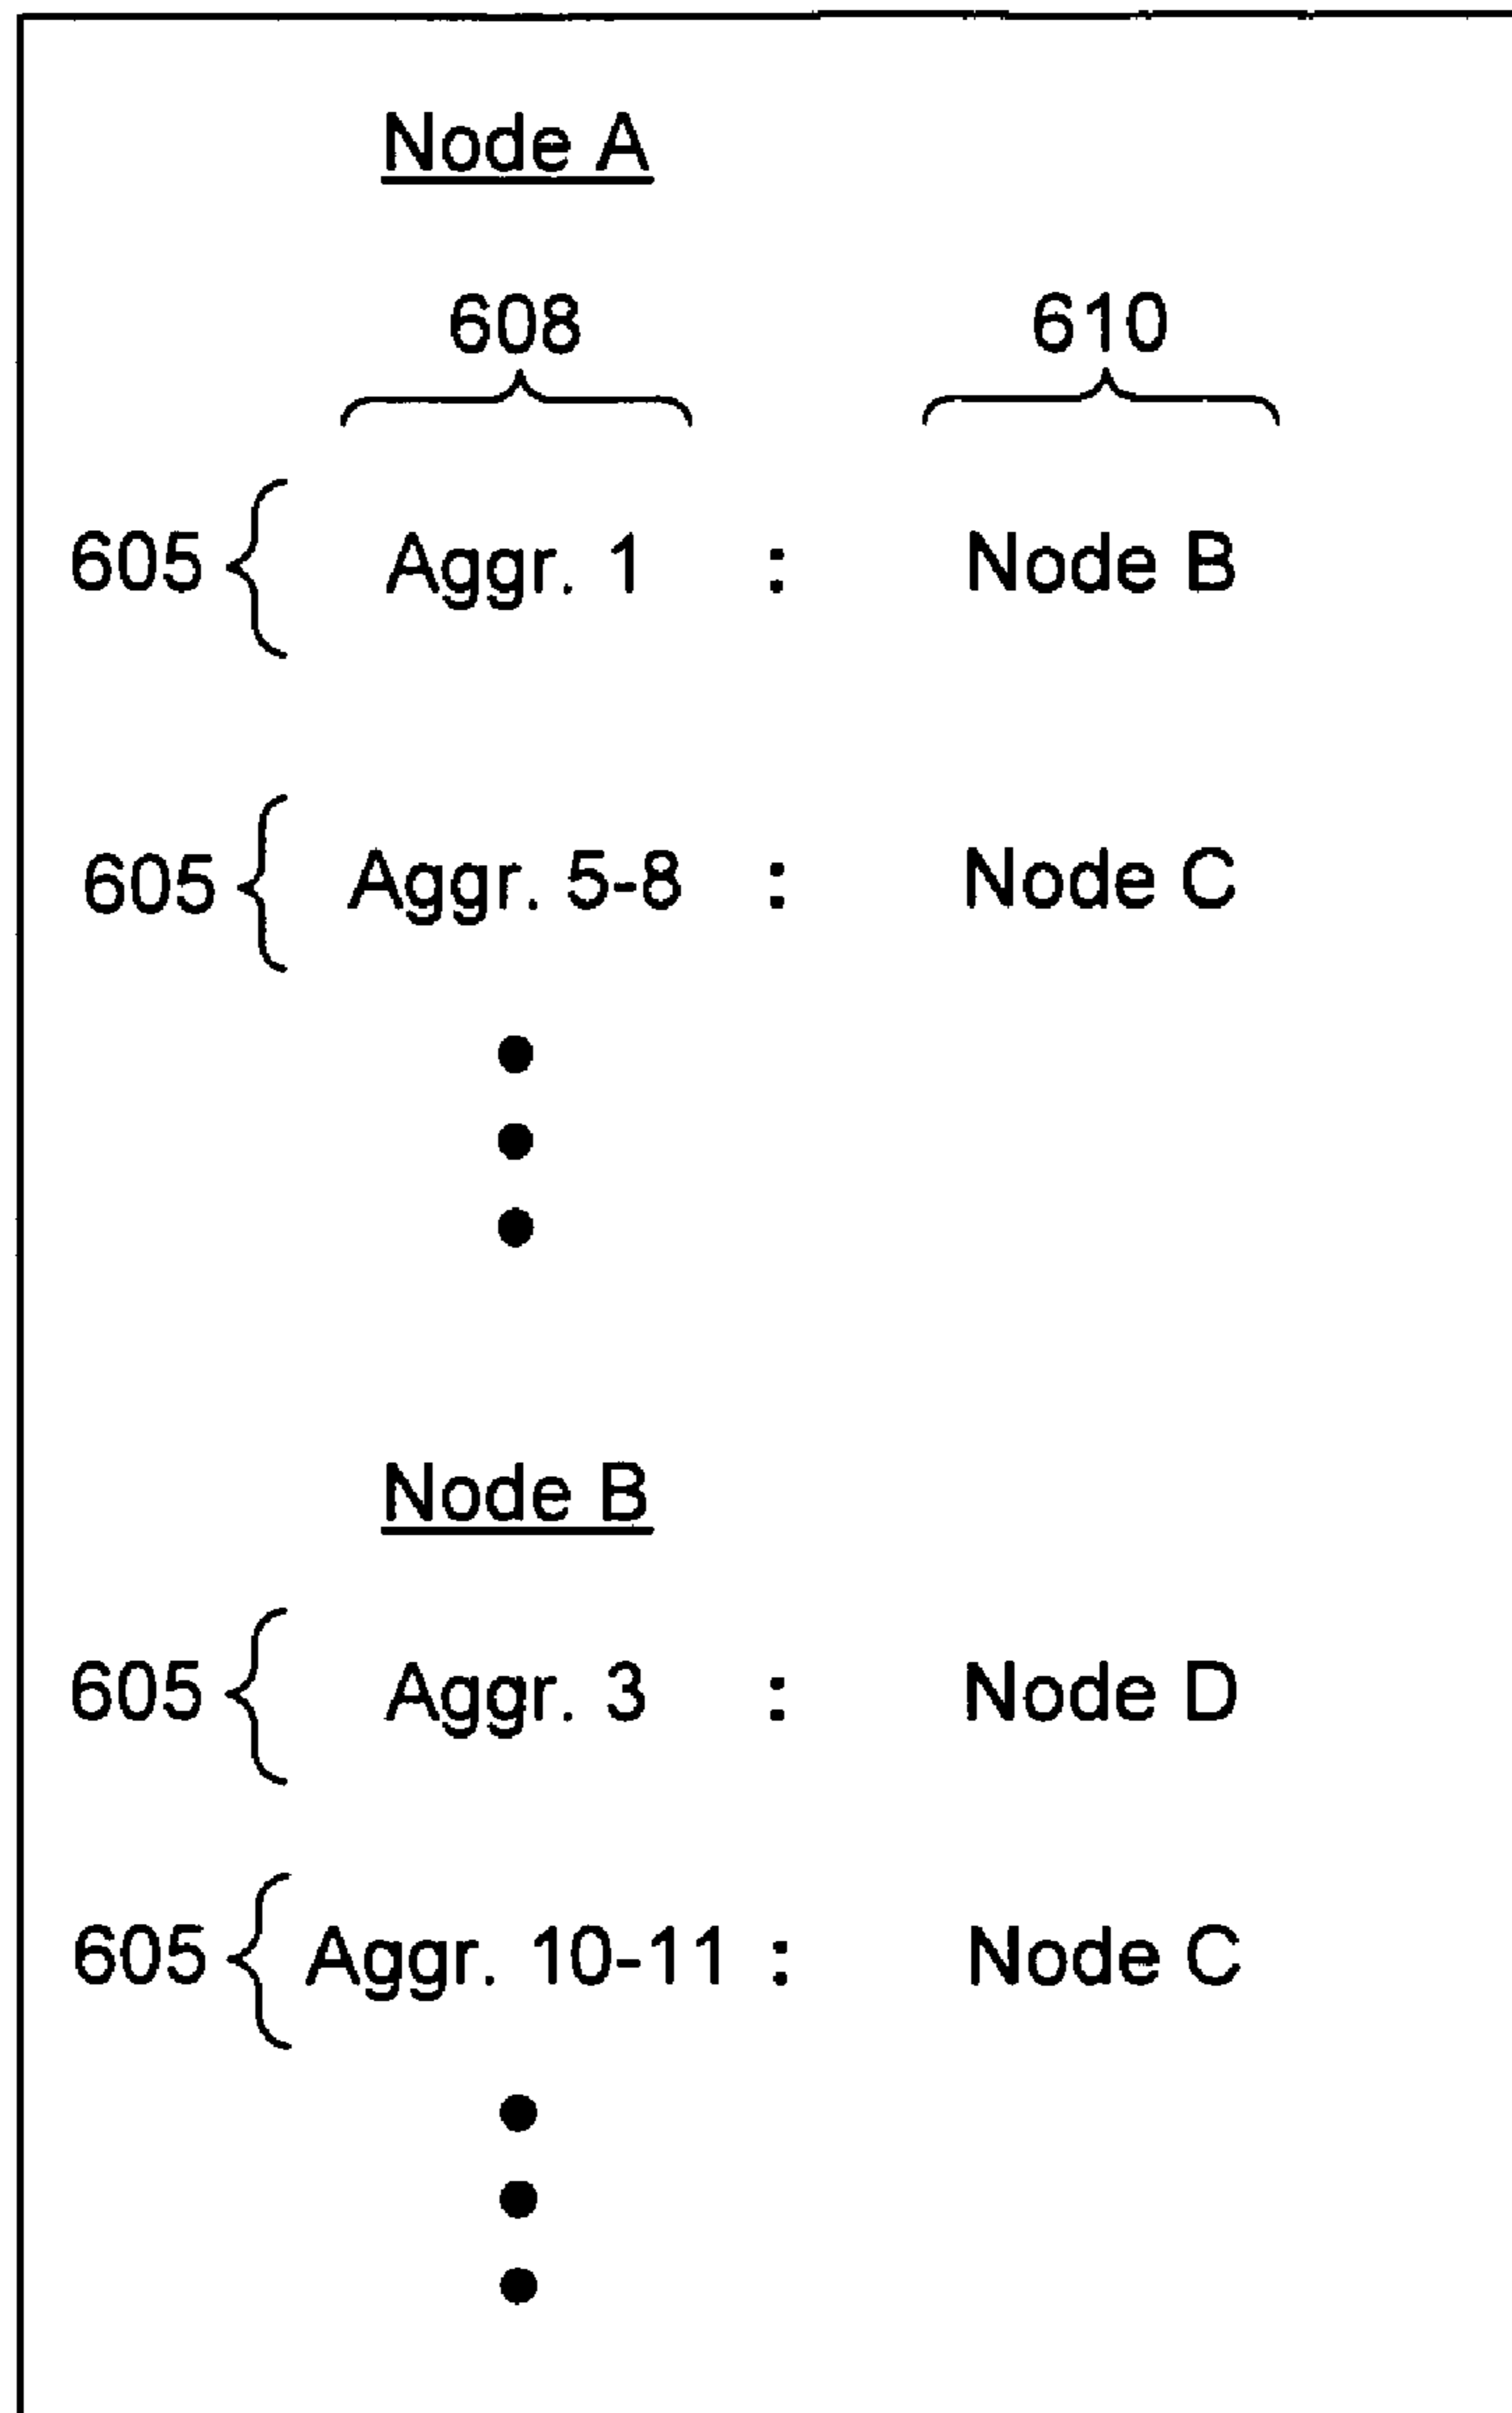 Node A
608 610
605 Aggr. 1 : Node B
605 Aggr. 5-8 : Node C
Node B
605 Aggr. 3 : Node D
605 Aggr. 10-11 : Node C